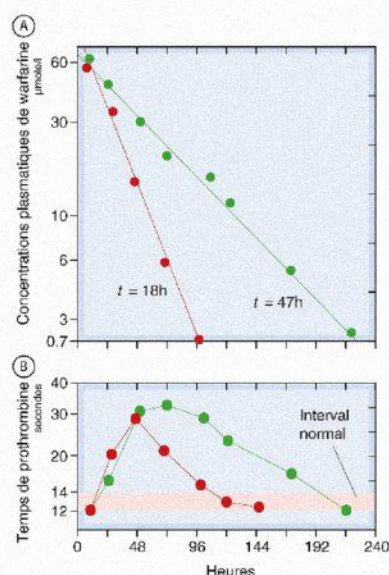 A
Concentrations plasmatiques de warfarine
µmole/l
60
30
10
6
3
0.7
t = 18h
t = 47h
B
Temps de prothrombine
secondes
40
30
20
14
12
Interval
normal
0 48 96 144 192 240
Heures